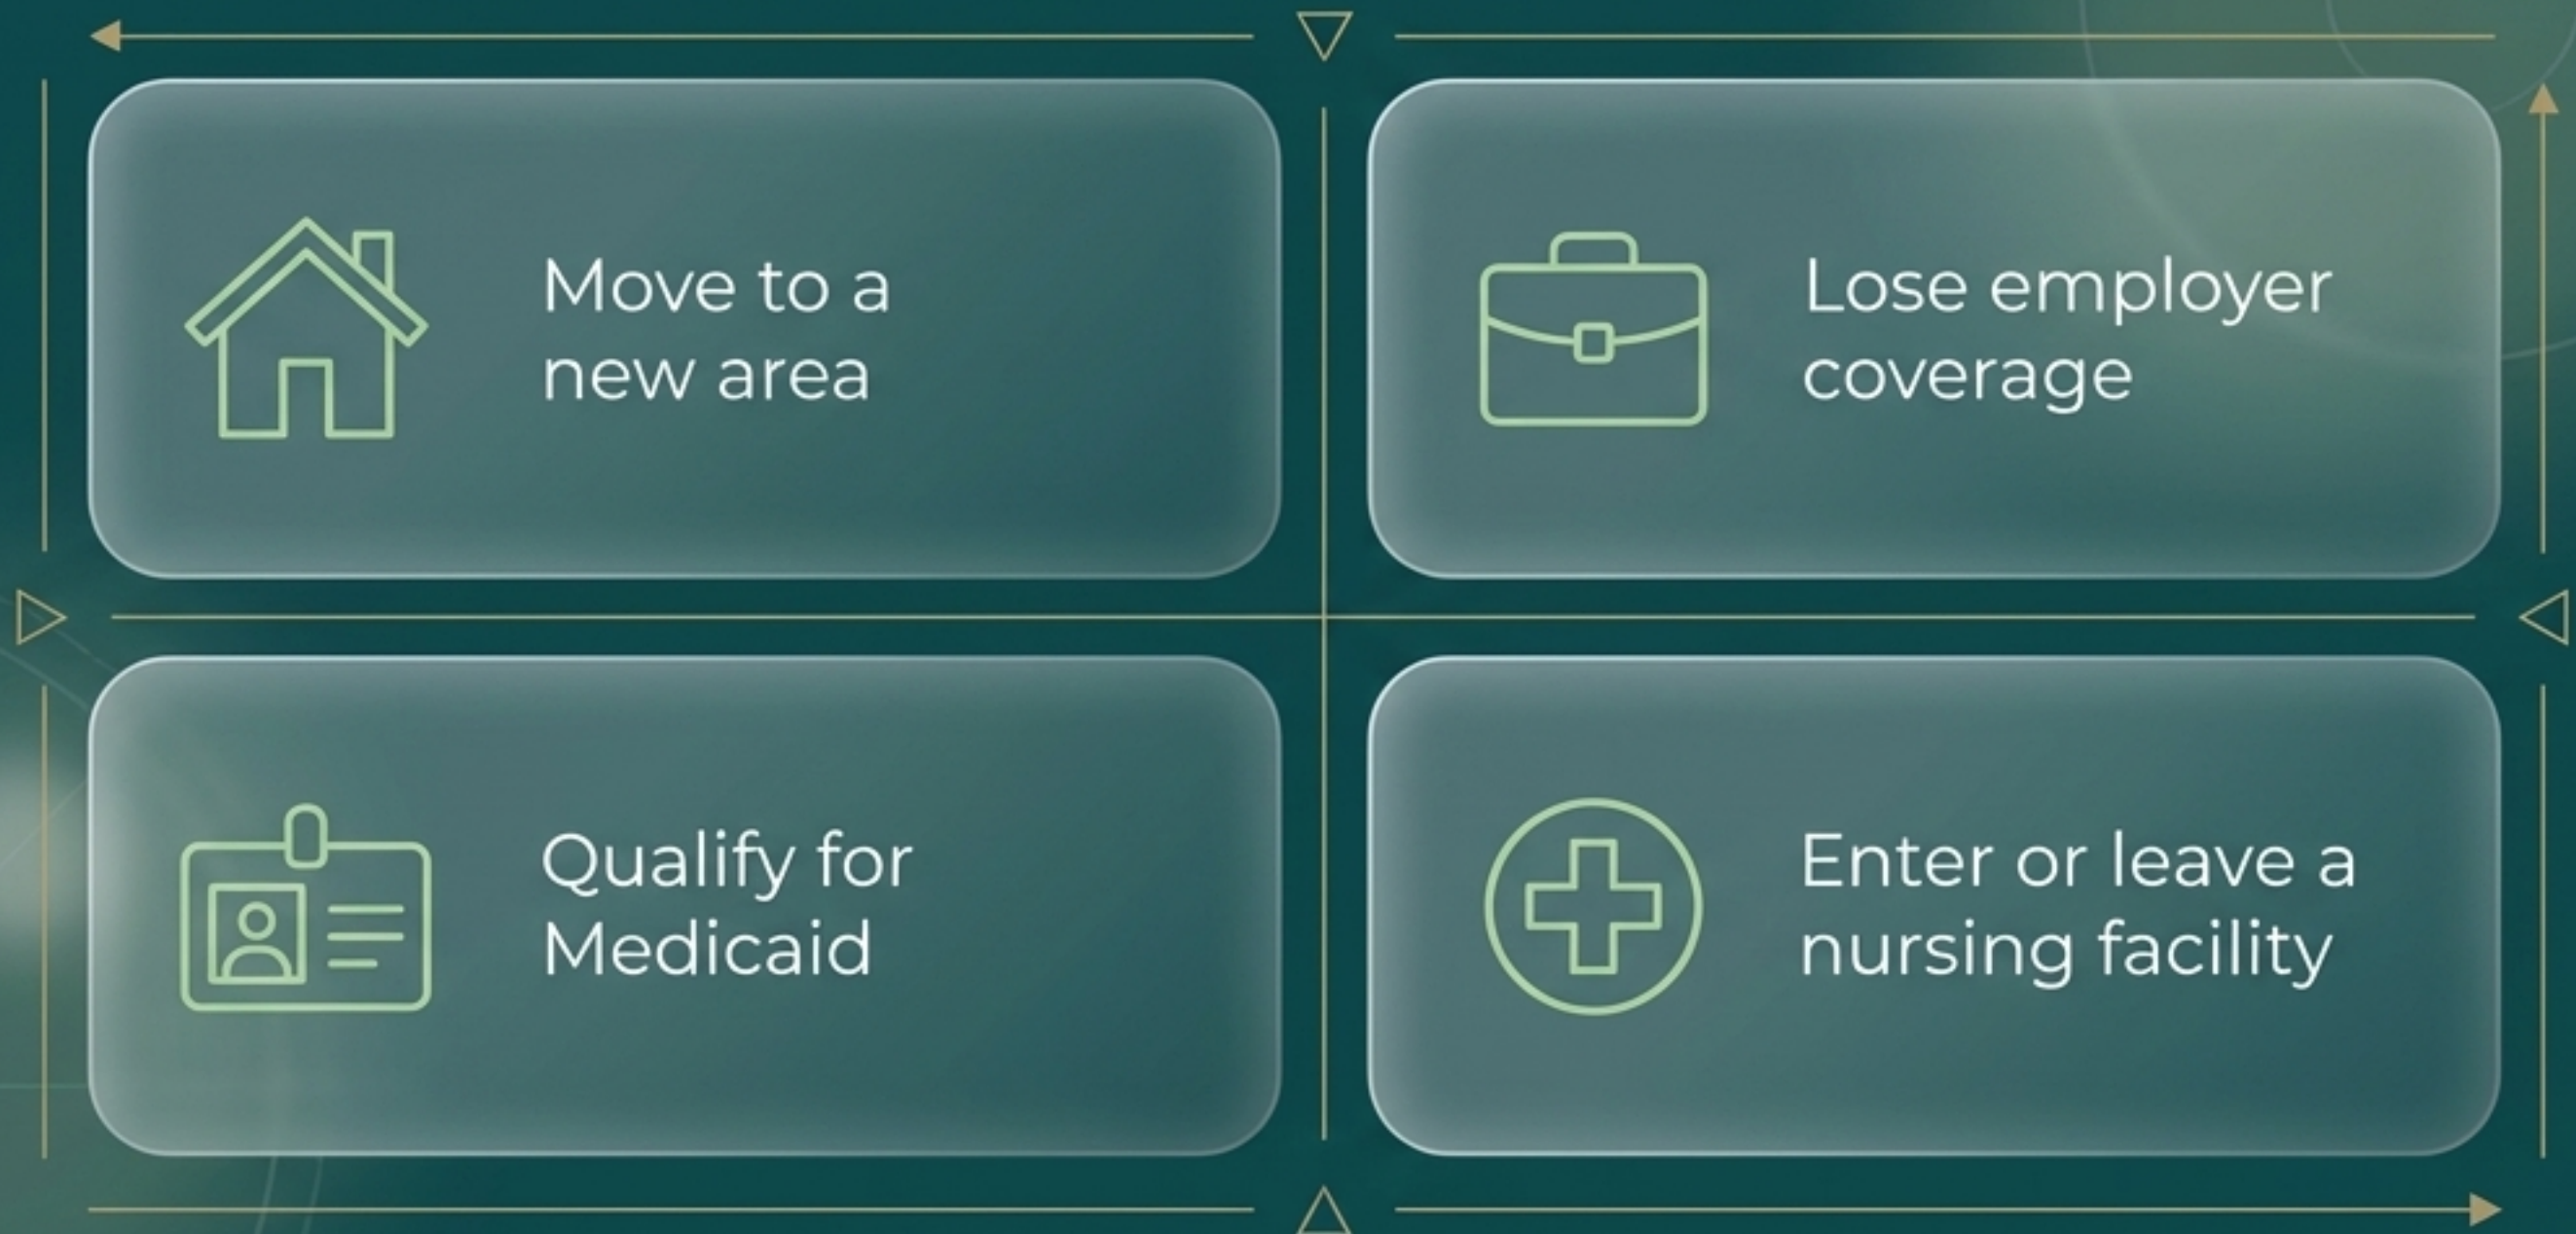 Move to a
new area
Lose employer
coverage
Qualify for
Medicaid
Enter or leave a
nursing facility